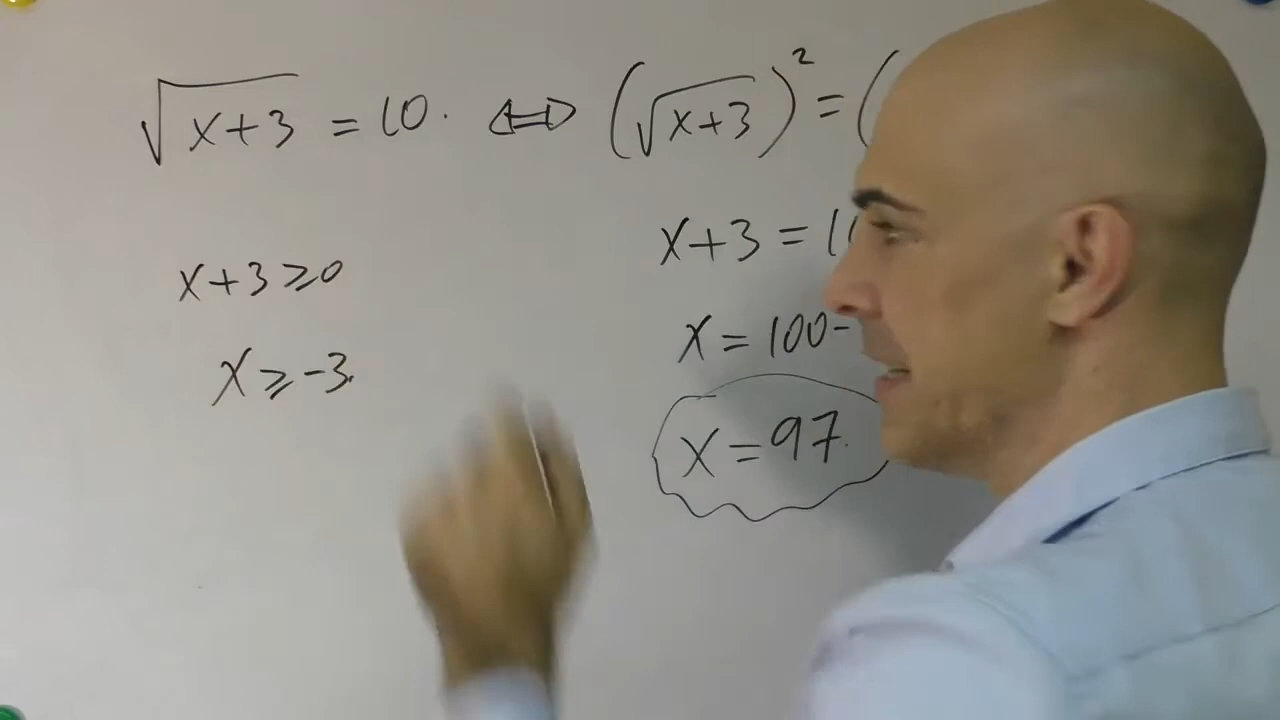 √x+3 = 10. ⇔ (√x+3)² = (
x+3 ≥ 0
x ≥ -3.
x+3 = 1
x = 100-
x = 97.